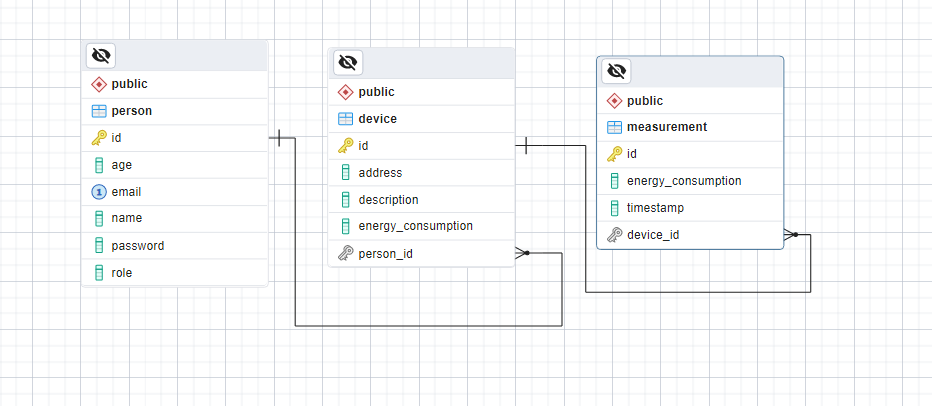 public
person
id
age
email
name
password
role
public
device
id
address
description
energy_consumption
person_id
public
measurement
id
energy_consumption
timestamp
device_id